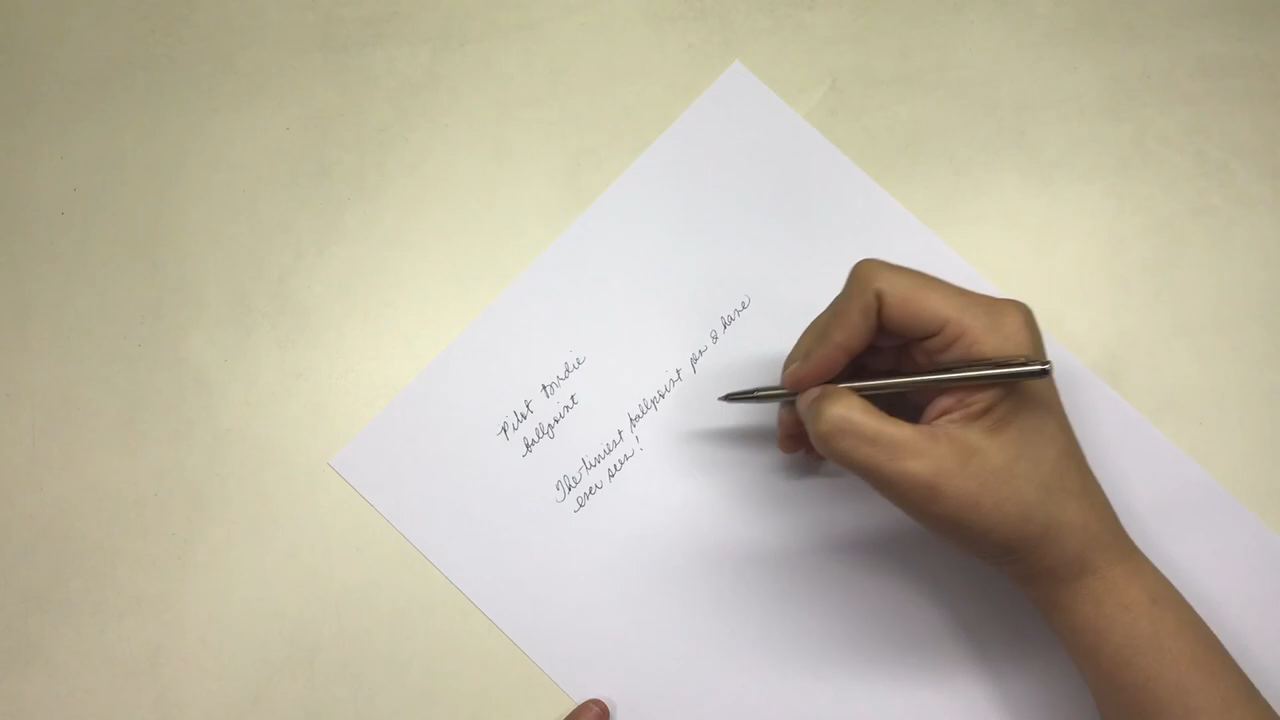 Pilot Birdie
ballpoint
The tiniest ballpoint pen I have
ever seen!